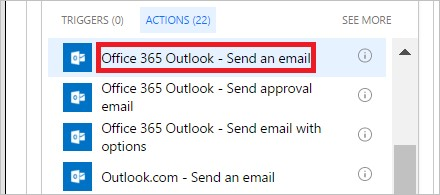 TRIGGERS (0) ACTIONS (22) SEE MORE
Office 365 Outlook - Send an email
Office 365 Outlook - Send approval
email
Office 365 Outlook - Send email with
options
Outlook.com - Send an email